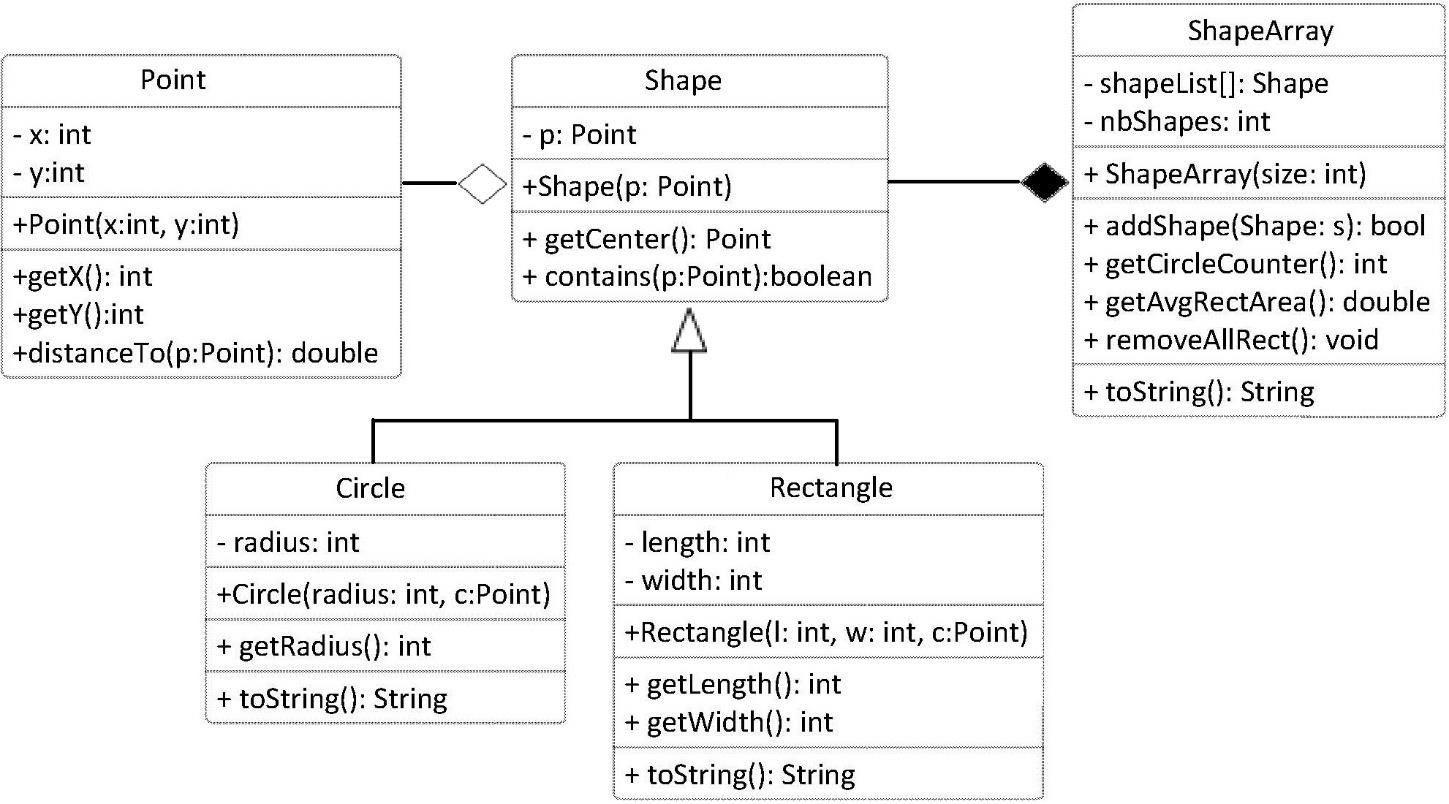 Point
- x: int
- y:int
+Point(x:int, y:int)
+getX(): int
+getY():int
+distanceTo(p:Point): double
Shape
- p: Point
+Shape(p: Point)
+ getCenter(): Point
+ contains(p:Point):boolean
ShapeArray
- shapeList[]: Shape
- nbShapes: int
+ ShapeArray(size: int)
+ addShape(Shape: s): bool
+ getCircleCounter(): int
+ getAvgRectArea(): double
+ removeAllRect(): void
+ toString(): String
Circle
- radius: int
+Circle(radius: int, c:Point)
+ getRadius(): int
+ toString(): String
Rectangle
- length: int
- width: int
+Rectangle(l: int, w: int, c:Point)
+ getLength(): int
+ getWidth(): int
+ toString(): String